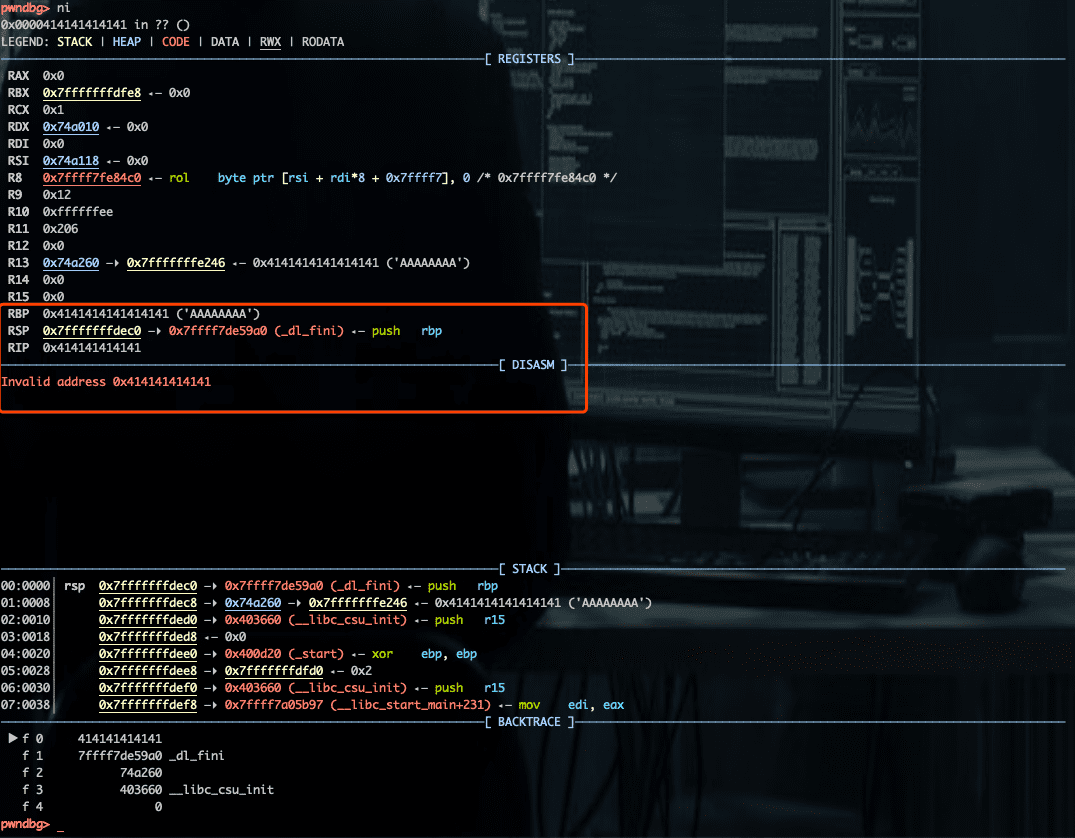 pwndbg> ni
0x0000414141414141 in ?? ()
LEGEND: STACK | HEAP | CODE | DATA | RWX | RODATA
[ REGISTERS ]
RAX 0x0
RBX 0x7fffffffdfe8 ◂— 0x0
RCX 0x1
RDX 0x74a010 ◂— 0x0
RDI 0x0
RSI 0x74a118 ◂— 0x0
R8 0x7ffff7fe84c0 ◂— rol byte ptr [rsi + rdi*8 + 0x7ffff7], 0 /* 0x7ffff7fe84c0 */
R9 0x12
R10 0xffffffee
R11 0x206
R12 0x0
R13 0x74a260 —▸ 0x7fffffffe246 ◂— 0x4141414141414141 ('AAAAAAAA')
R14 0x0
R15 0x0
RBP 0x4141414141414141 ('AAAAAAAA')
RSP 0x7fffffffdec0 —▸ 0x7ffff7de59a0 (_dl_fini) ◂— push rbp
RIP 0x414141414141
[ DISASM ]
Invalid address 0x414141414141
[ STACK ]
00:0000│ rsp 0x7fffffffdec0 —▸ 0x7ffff7de59a0 (_dl_fini) ◂— push rbp
01:0008│ 0x7fffffffdec8 —▸ 0x74a260 —▸ 0x7fffffffe246 ◂— 0x4141414141414141 ('AAAAAAAA')
02:0010│ 0x7fffffffded0 —▸ 0x403660 (__libc_csu_init) ◂— push r15
03:0018│ 0x7fffffffded8 ◂— 0x0
04:0020│ 0x7fffffffdee0 —▸ 0x400d20 (_start) ◂— xor ebp, ebp
05:0028│ 0x7fffffffdee8 —▸ 0x7fffffffdfd0 ◂— 0x2
06:0030│ 0x7fffffffdef0 —▸ 0x403660 (__libc_csu_init) ◂— push r15
07:0038│ 0x7fffffffdef8 —▸ 0x7ffff7a05b97 (__libc_start_main+231) ◂— mov edi, eax
[ BACKTRACE ]
► f 0 414141414141
f 1 7ffff7de59a0 _dl_fini
f 2 74a260
f 3 403660 __libc_csu_init
f 4 0
pwndbg> _